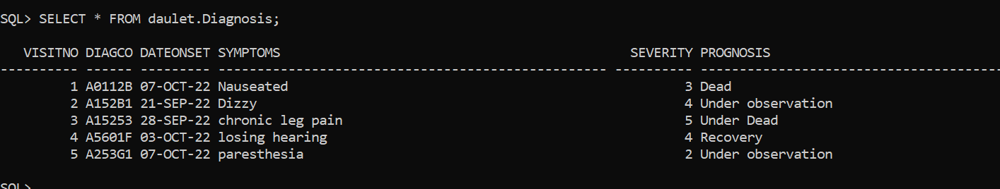 SQL> SELECT * FROM daulet.Diagnosis;
   VISITNO DIAGCO DATEONSET SYMPTOMS                                             SEVERITY PROGNOSIS
---------- ------ --------- -------------------------------------------------- ---------- ---------------------------------------
         1 A0112B 07-OCT-22 Nauseated                                                   3 Dead
         2 A152B1 21-SEP-22 Dizzy                                                       4 Under observation
         3 A15253 28-SEP-22 chronic leg pain                                            5 Under Dead
         4 A5601F 03-OCT-22 losing hearing                                              4 Recovery
         5 A253G1 07-OCT-22 paresthesia                                                 2 Under observation
SQL>